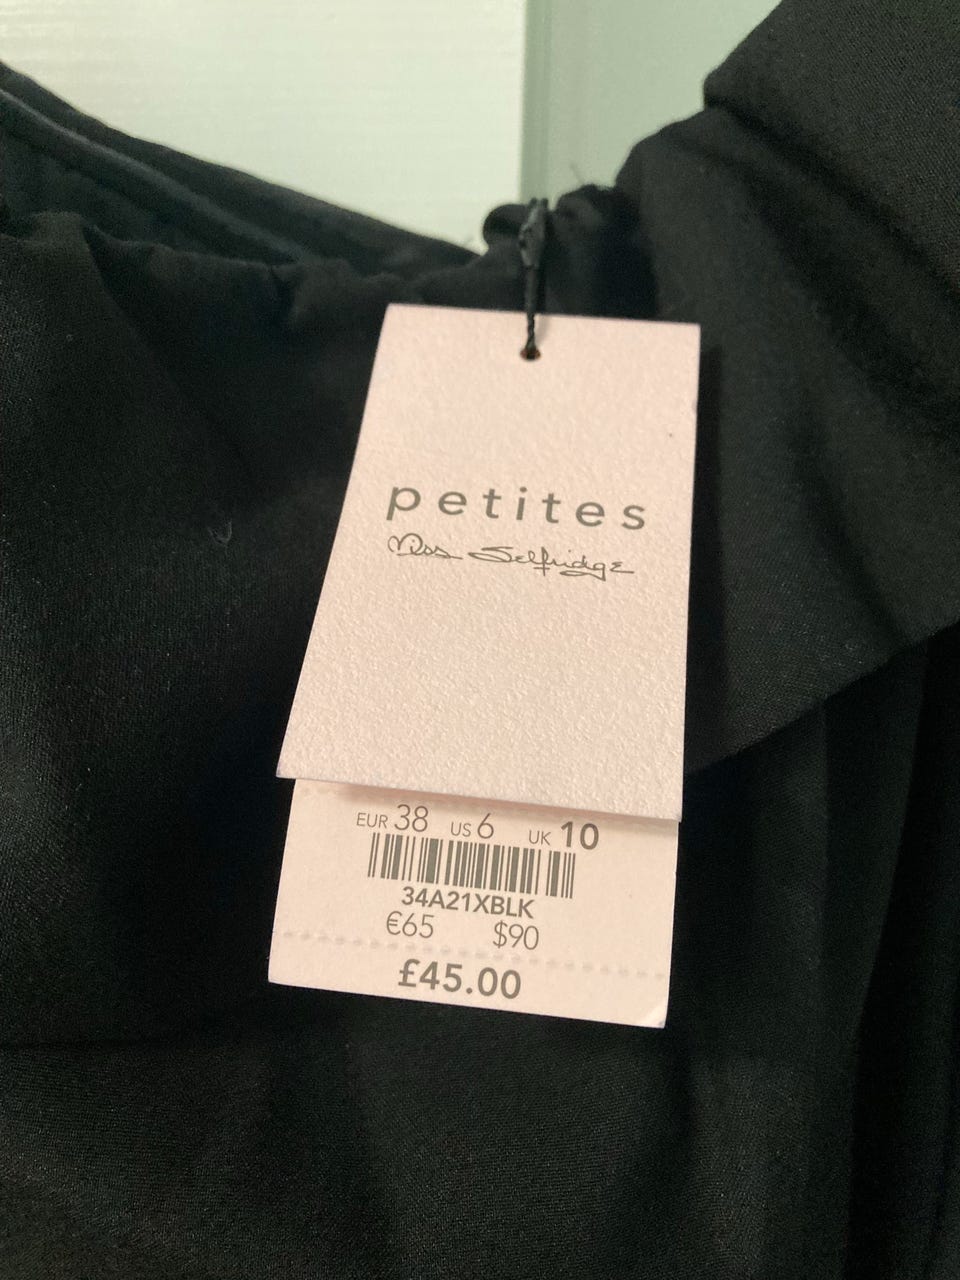 petites
Miss Selfridge
EUR 38 US 6 UK 10
34A21XBLK
€65 $90
£45.00